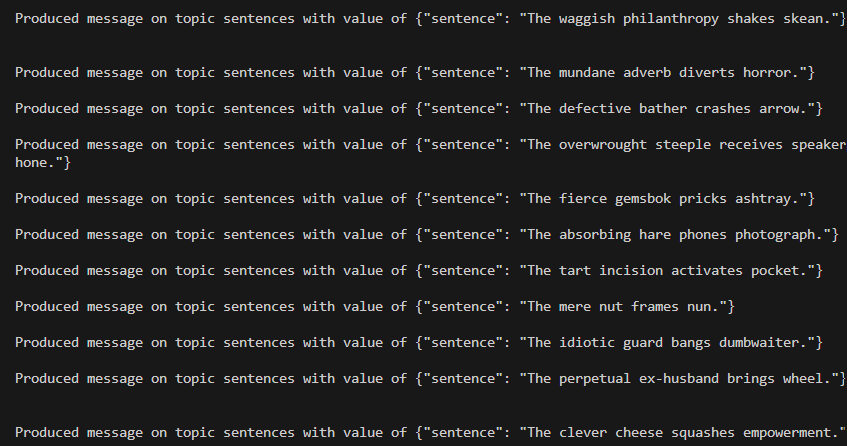 Produced message on topic sentences with value of {"sentence": "The waggish philanthropy shakes skean."}
Produced message on topic sentences with value of {"sentence": "The mundane adverb diverts horror."}
Produced message on topic sentences with value of {"sentence": "The defective bather crashes arrow."}
Produced message on topic sentences with value of {"sentence": "The overwrought steeple receives speaker
hone."}
Produced message on topic sentences with value of {"sentence": "The fierce gemsbok pricks ashtray."}
Produced message on topic sentences with value of {"sentence": "The absorbing hare phones photograph."}
Produced message on topic sentences with value of {"sentence": "The tart incision activates pocket."}
Produced message on topic sentences with value of {"sentence": "The mere nut frames nun."}
Produced message on topic sentences with value of {"sentence": "The idiotic guard bangs dumbwaiter."}
Produced message on topic sentences with value of {"sentence": "The perpetual ex-husband brings wheel."}
Produced message on topic sentences with value of {"sentence": "The clever cheese squashes empowerment."